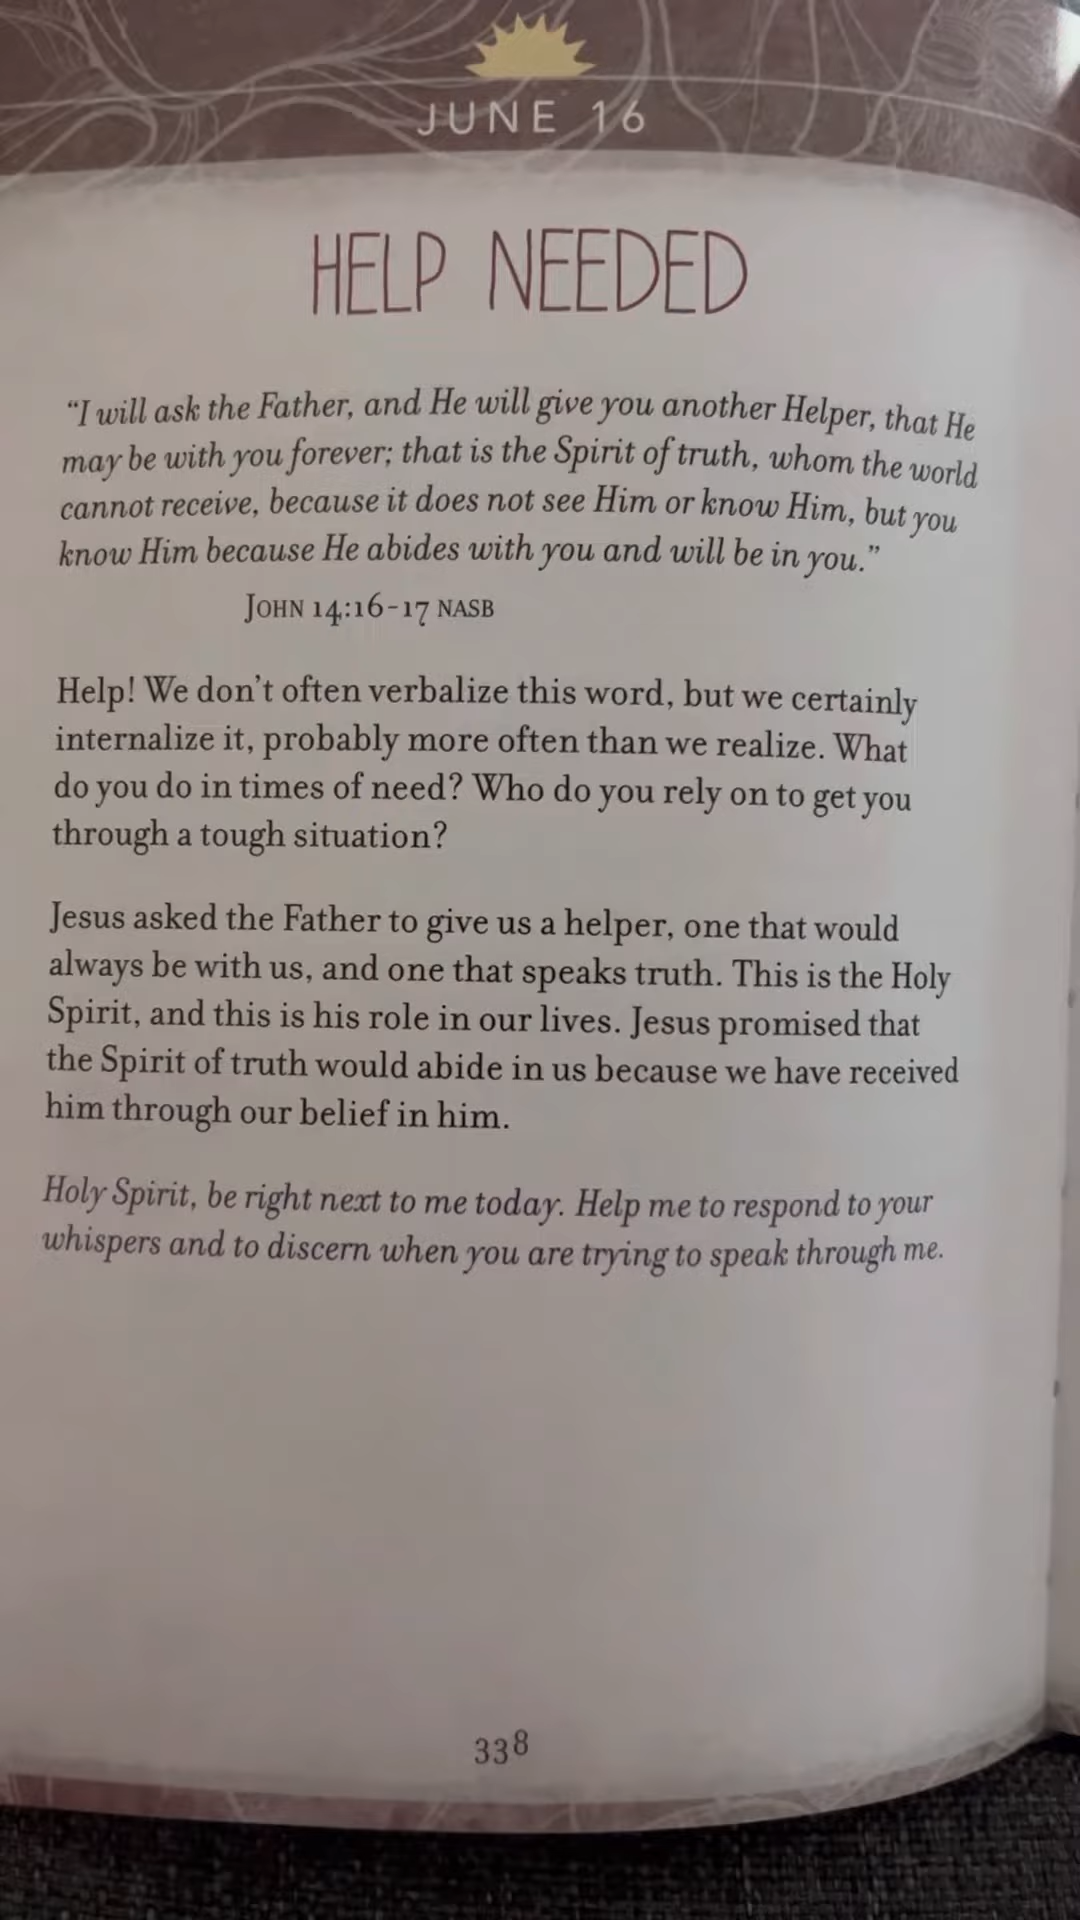 JUNE 16
HELP NEEDED
“I will ask the Father, and He will give you another Helper, that He
may be with you forever; that is the Spirit of truth, whom the world
cannot receive, because it does not see Him or know Him, but you
know Him because He abides with you and will be in you.”
JOHN 14:16-17 NASB
Help! We don’t often verbalize this word, but we certainly
internalize it, probably more often than we realize. What
do you do in times of need? Who do you rely on to get you
through a tough situation?
Jesus asked the Father to give us a helper, one that would
always be with us, and one that speaks truth. This is the Holy
Spirit, and this is his role in our lives. Jesus promised that
the Spirit of truth would abide in us because we have received
him through our belief in him.
Holy Spirit, be right next to me today. Help me to respond to your
whispers and to discern when you are trying to speak through me.
338